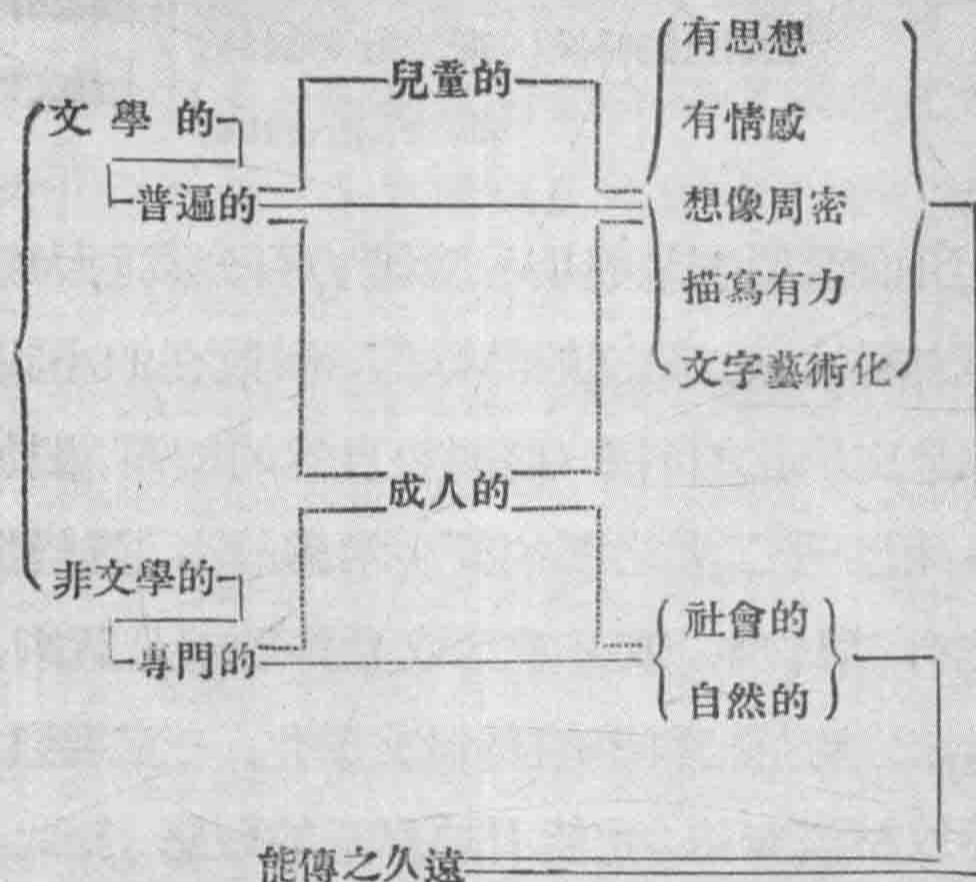 兒童的
文學的
普遍的
成人的
非文學的
專門的
有思想
有情感
想像周密
描寫有力
文字藝術化
社會的
自然的
能傳之久遠